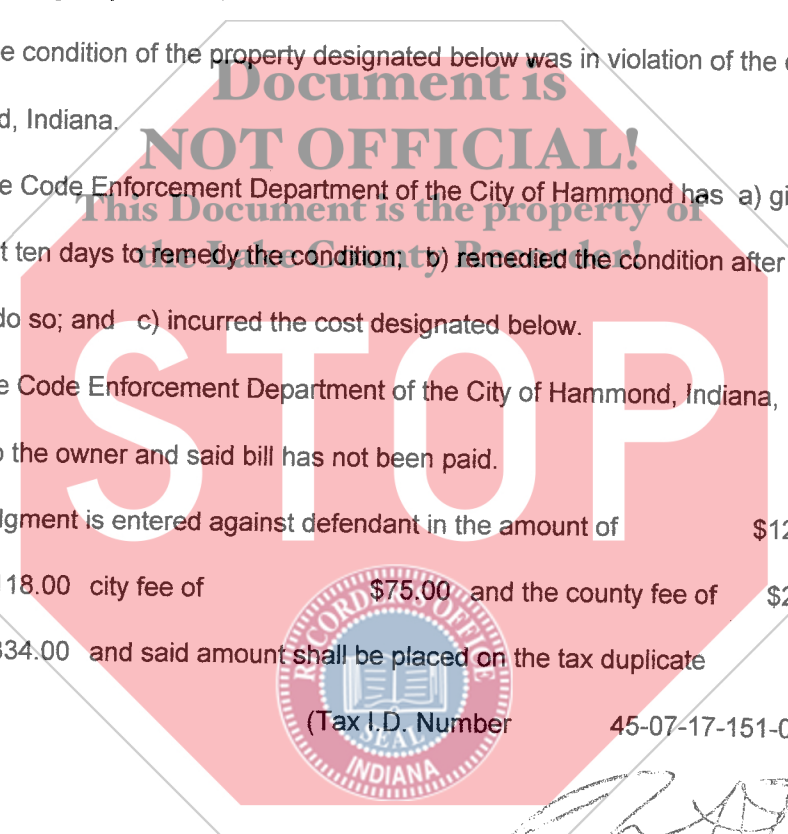 e condition of the property designated below was in violation of the
Document is
d, Indiana.
NOT OFFICIAL!
e Code Enforcement Department of the City of Hammond has a) gi
This Document is the property of
t ten days to remedy the condition; b) remedied the condition after
the Lake County Recorder!
do so; and c) incurred the cost designated below.
STOP
e Code Enforcement Department of the City of Hammond, Indiana,
o the owner and said bill has not been paid.
dgment is entered against defendant in the amount of $12
18.00 city fee of $75.00 and the county fee of $2
334.00 and said amount shall be placed on the tax duplicate
(Tax I.D. Number 45-07-17-151-0
RECORDER'S OFFICE
SEAL
INDIANA